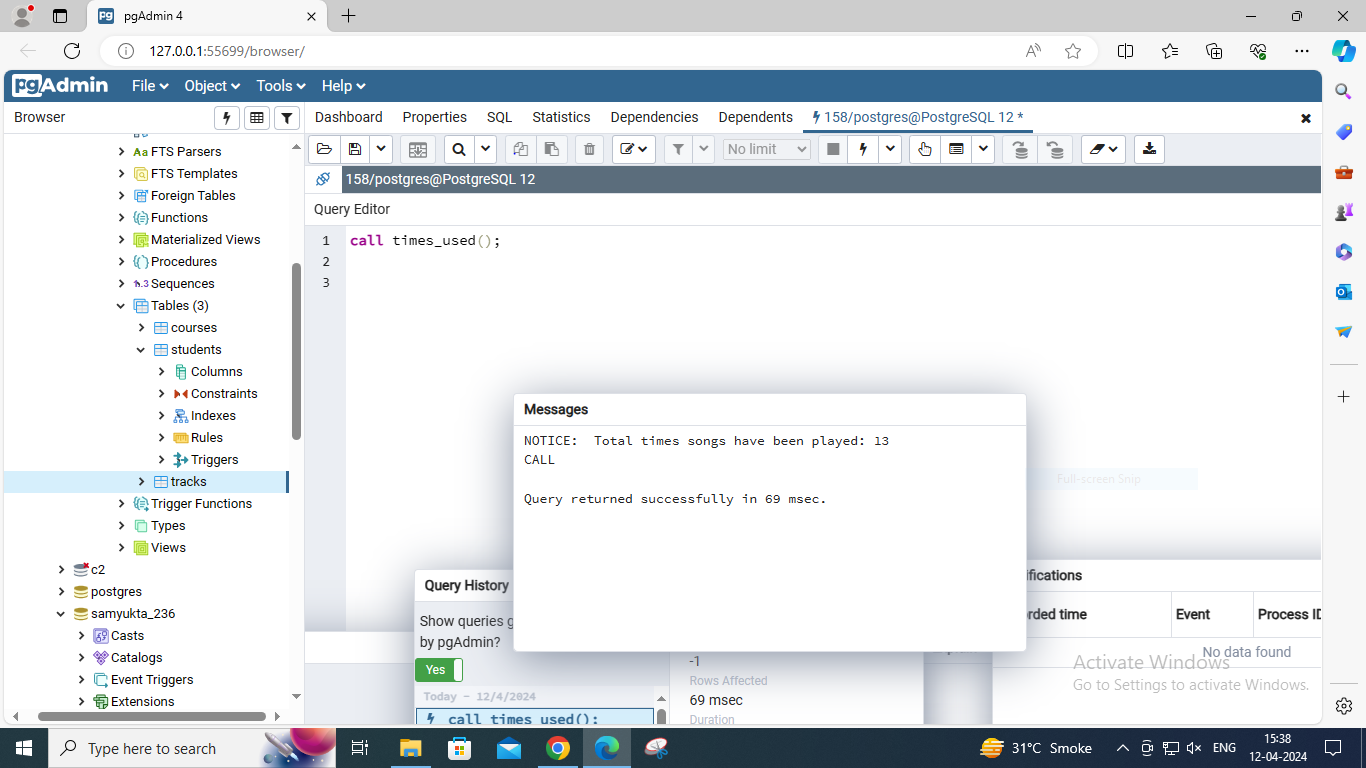 pgAdmin 4
127.0.0.1:55699/browser/
pgAdmin File Object Tools Help
Browser
Dashboard Properties SQL Statistics Dependencies Dependents 158/postgres@PostgreSQL 12 *
FTS Parsers
FTS Templates
Foreign Tables
Functions
Materialized Views
Procedures
Sequences
Tables (3)
courses
students
Columns
Constraints
Indexes
Rules
Triggers
tracks
Trigger Functions
Types
Views
c2
postgres
samyukta_236
Casts
Catalogs
Event Triggers
Extensions
No limit
158/postgres@PostgreSQL 12
Query Editor
1 call times_used();
2
3
Messages
NOTICE: Total times songs have been played: 13
CALL
Query returned successfully in 69 msec.
Full-screen Snip
Query History
Show queries g
by pgAdmin?
Yes
Today - 12/4/2024
call times_used();
-1
Rows Affected
69 msec
Duration
ifications
rded time Event Process ID
No data found
Activate Windows
Go to Settings to activate Windows.
Type here to search
31°C Smoke
ENG
15:38
12-04-2024